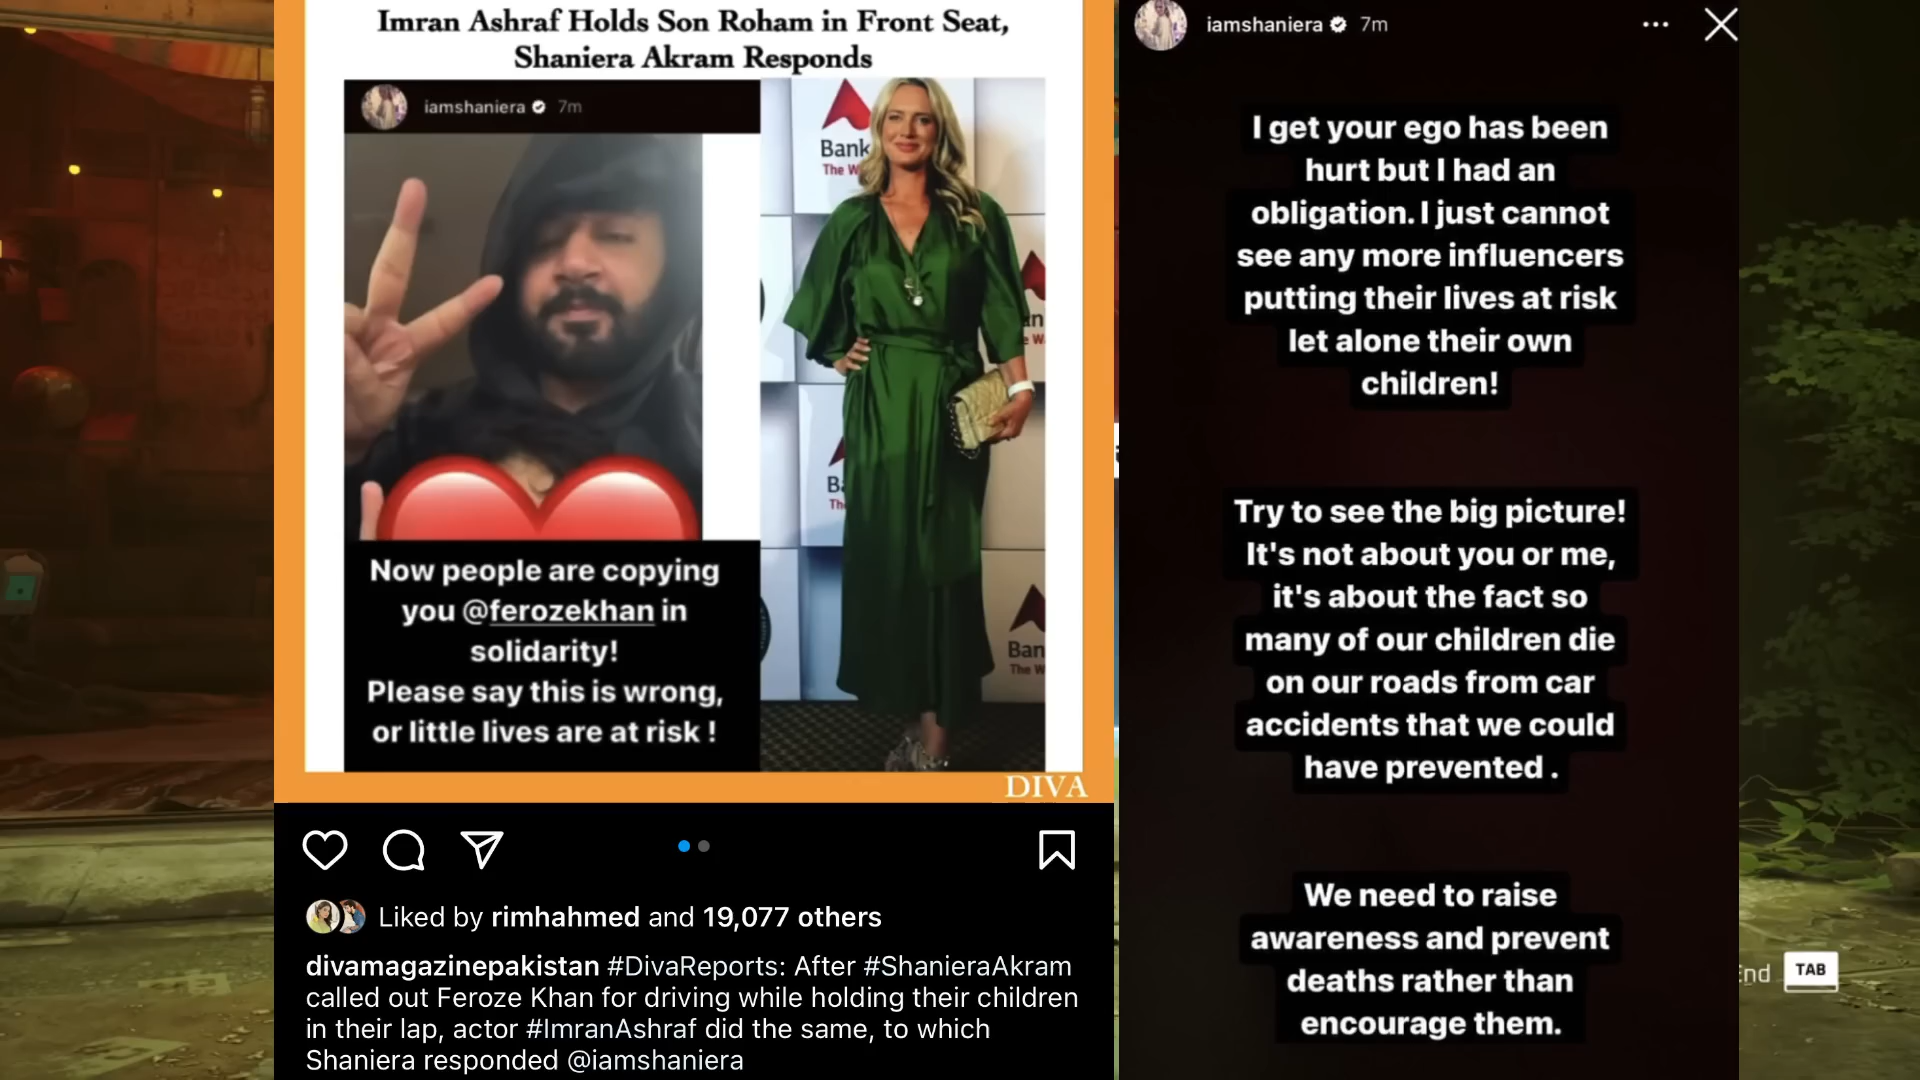 Imran Ashraf Holds Son Roham in Front Seat,
Shaniera Akram Responds
iamshaniera 7m
Bank
The W
Now people are copying
you @ferozekhan in
solidarity!
Please say this is wrong,
or little lives are at risk !
Ban
The W
DIVA
Liked by rimhahmed and 19,077 others
divamagazinepakistan #DivaReports: After #ShanieraAkram
called out Feroze Khan for driving while holding their children
in their lap, actor #ImranAshraf did the same, to which
Shaniera responded @iamshaniera
iamshaniera 7m
I get your ego has been
hurt but I had an
obligation. I just cannot
see any more influencers
putting their lives at risk
let alone their own
children!
Try to see the big picture!
It's not about you or me,
it's about the fact so
many of our children die
on our roads from car
accidents that we could
have prevented .
We need to raise
awareness and prevent
deaths rather than
encourage them.
End TAB